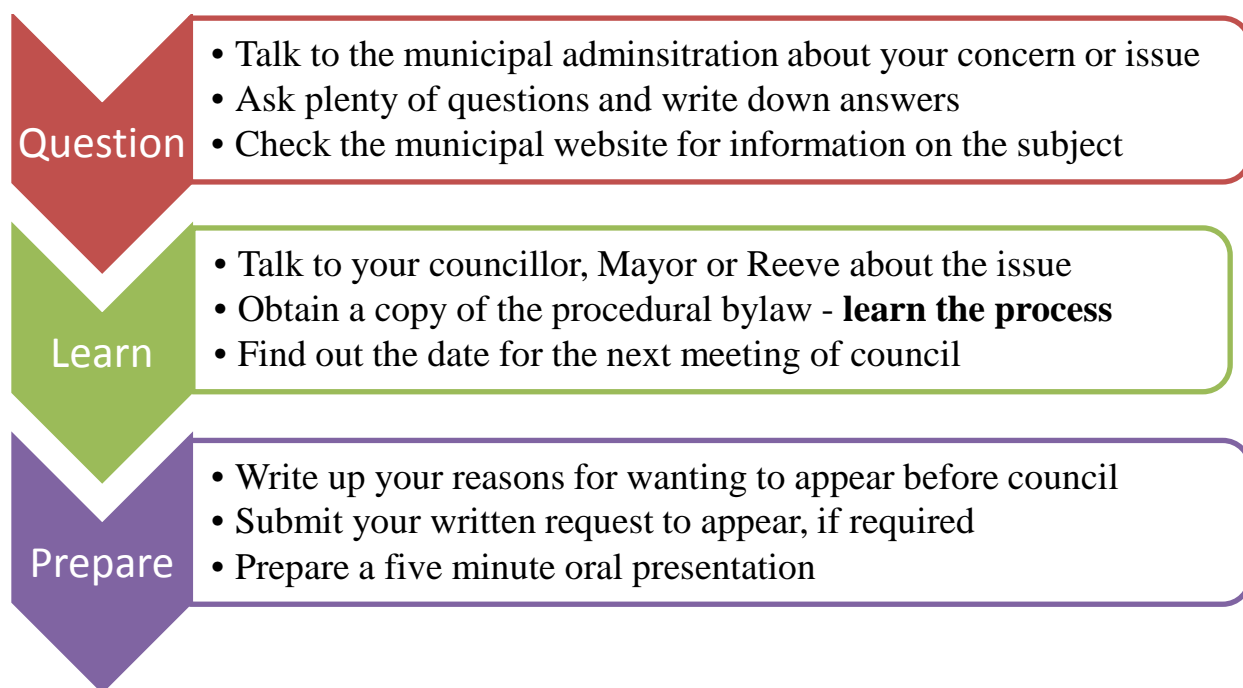 Question
• Talk to the municipal adminsitration about your concern or issue
• Ask plenty of questions and write down answers
• Check the municipal website for information on the subject
Learn
• Talk to your councillor, Mayor or Reeve about the issue
• Obtain a copy of the procedural bylaw - learn the process
• Find out the date for the next meeting of council
Prepare
• Write up your reasons for wanting to appear before council
• Submit your written request to appear, if required
• Prepare a five minute oral presentation